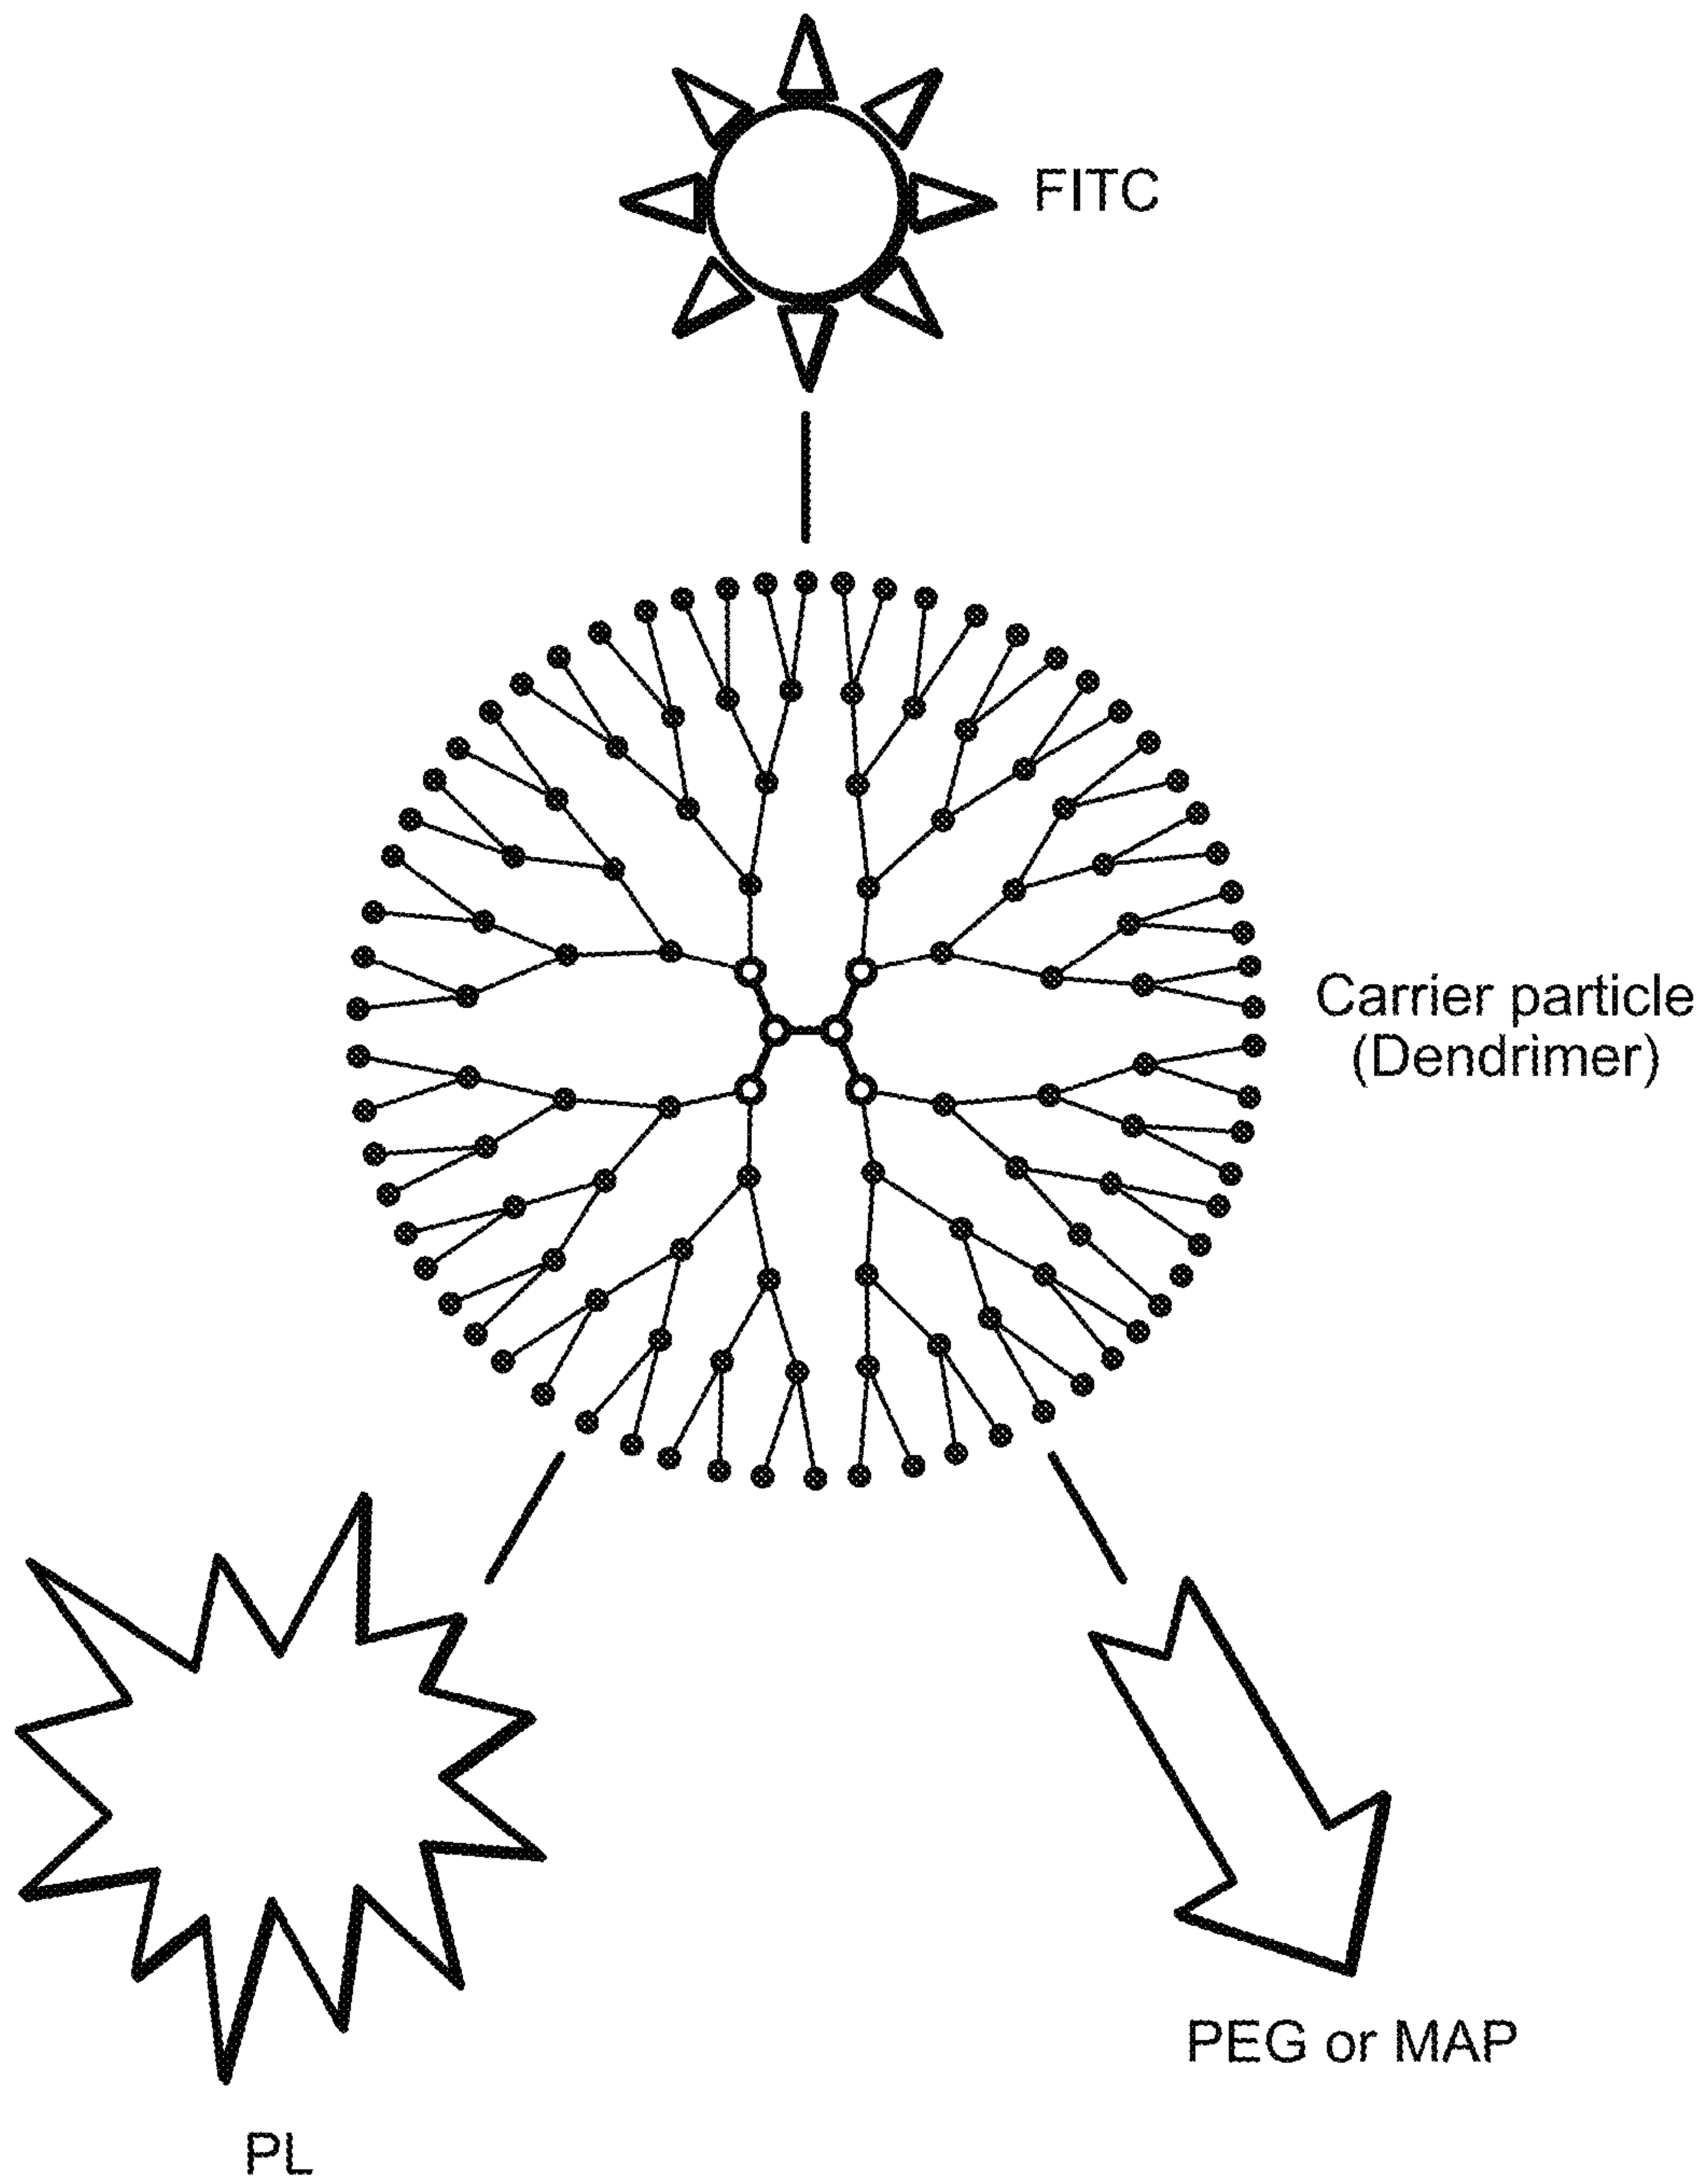 FITC
Carrier particle
(Dendrimer)
PEG or MAP
PL